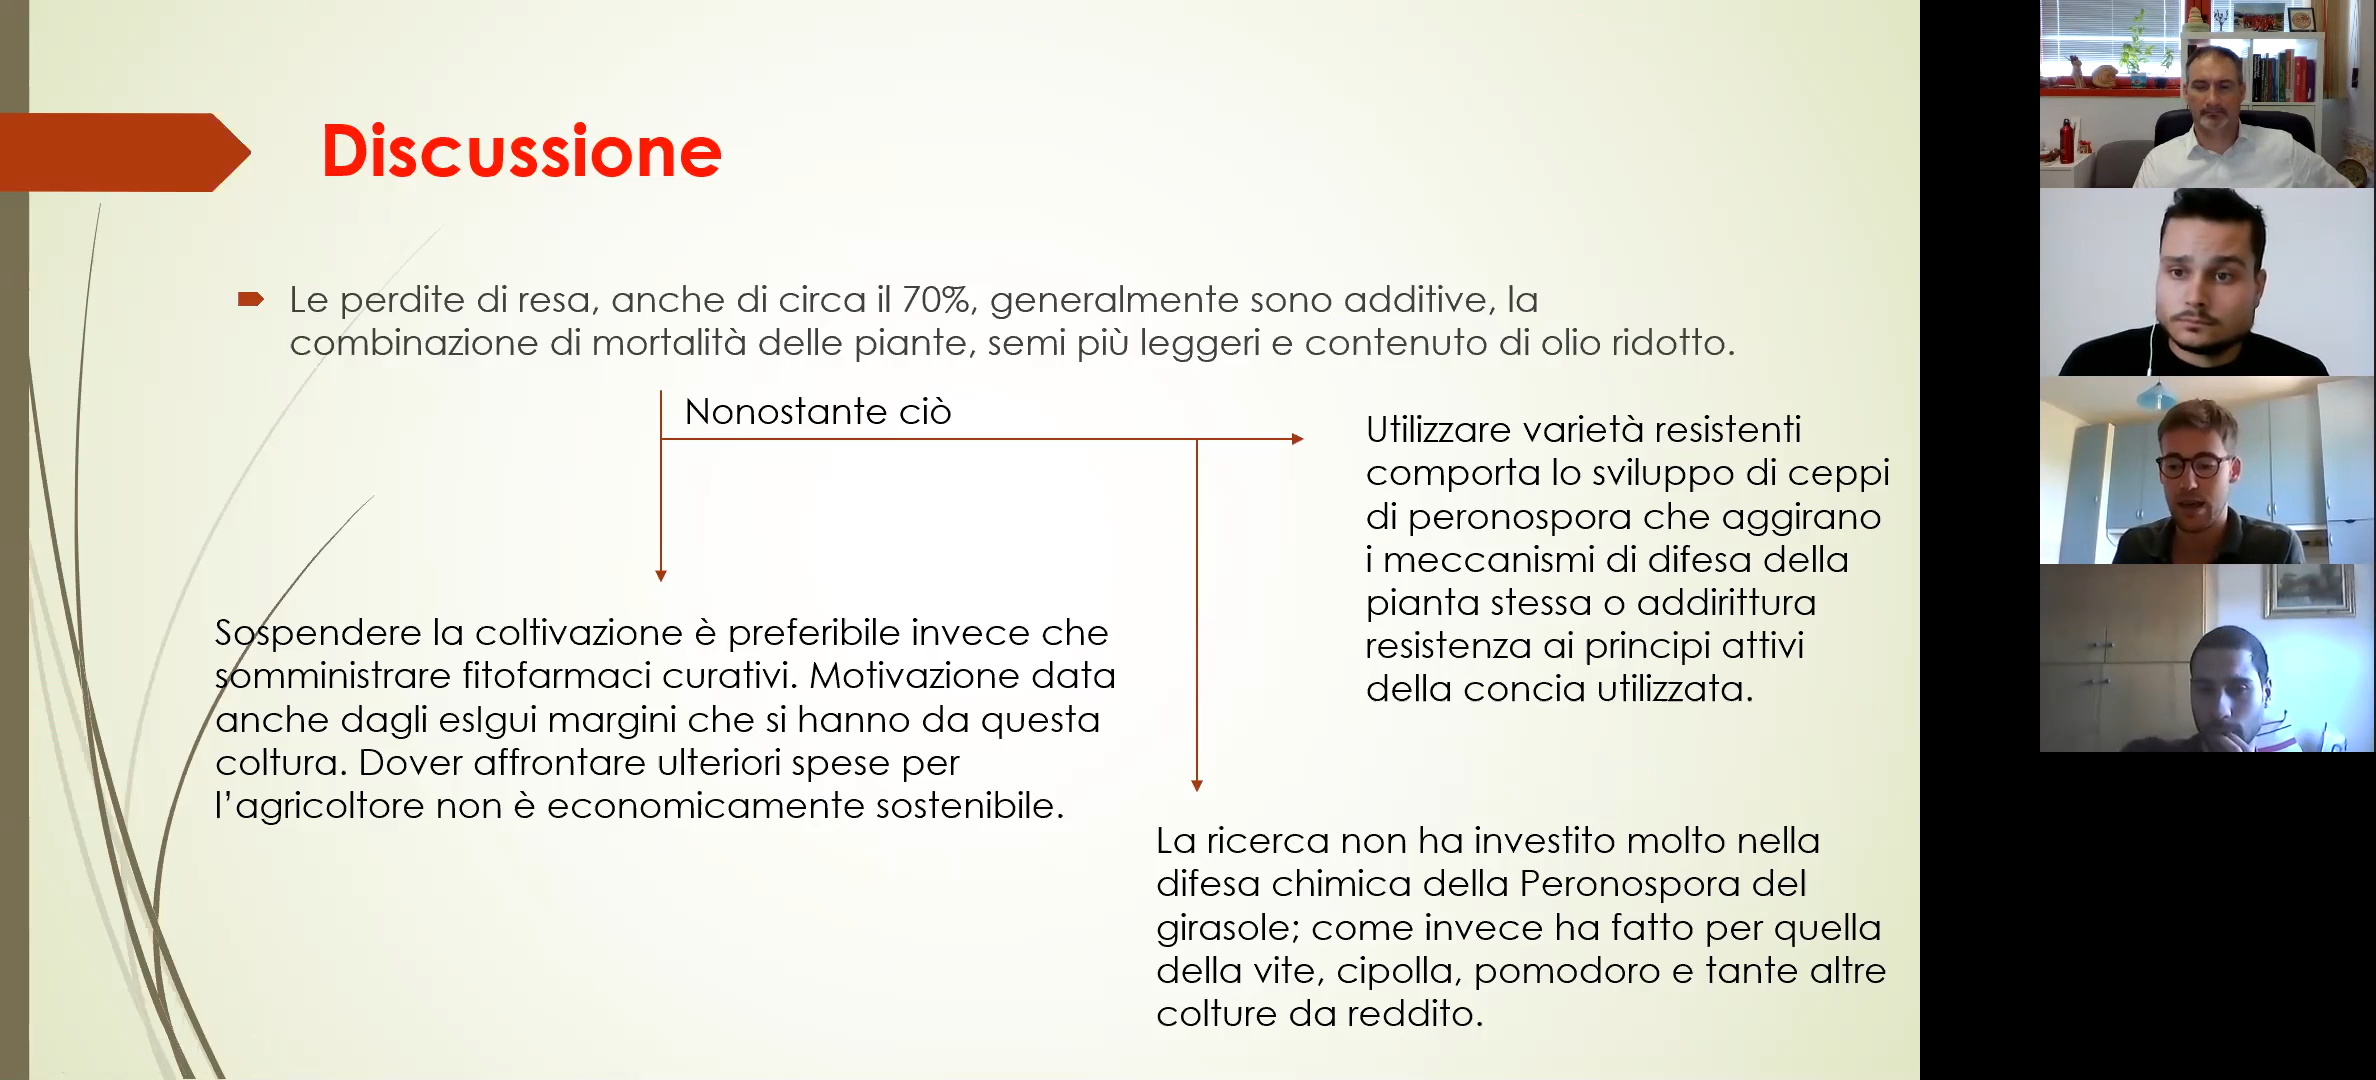 Discussione
Le perdite di resa, anche di circa il 70%, generalmente sono additive, la
combinazione di mortalità delle piante, semi più leggeri e contenuto di olio ridotto.
Nonostante ciò
Utilizzare varietà resistenti
comporta lo sviluppo di ceppi
di peronospora che aggirano
i meccanismi di difesa della
pianta stessa o addirittura
resistenza ai principi attivi
della concia utilizzata.
Sospendere la coltivazione è preferibile invece che
somministrare fitofarmaci curativi. Motivazione data
anche dagli esIgui margini che si hanno da questa
coltura. Dover affrontare ulteriori spese per
l’agricoltore non è economicamente sostenibile.
La ricerca non ha investito molto nella
difesa chimica della Peronospora del
girasole; come invece ha fatto per quella
della vite, cipolla, pomodoro e tante altre
colture da reddito.